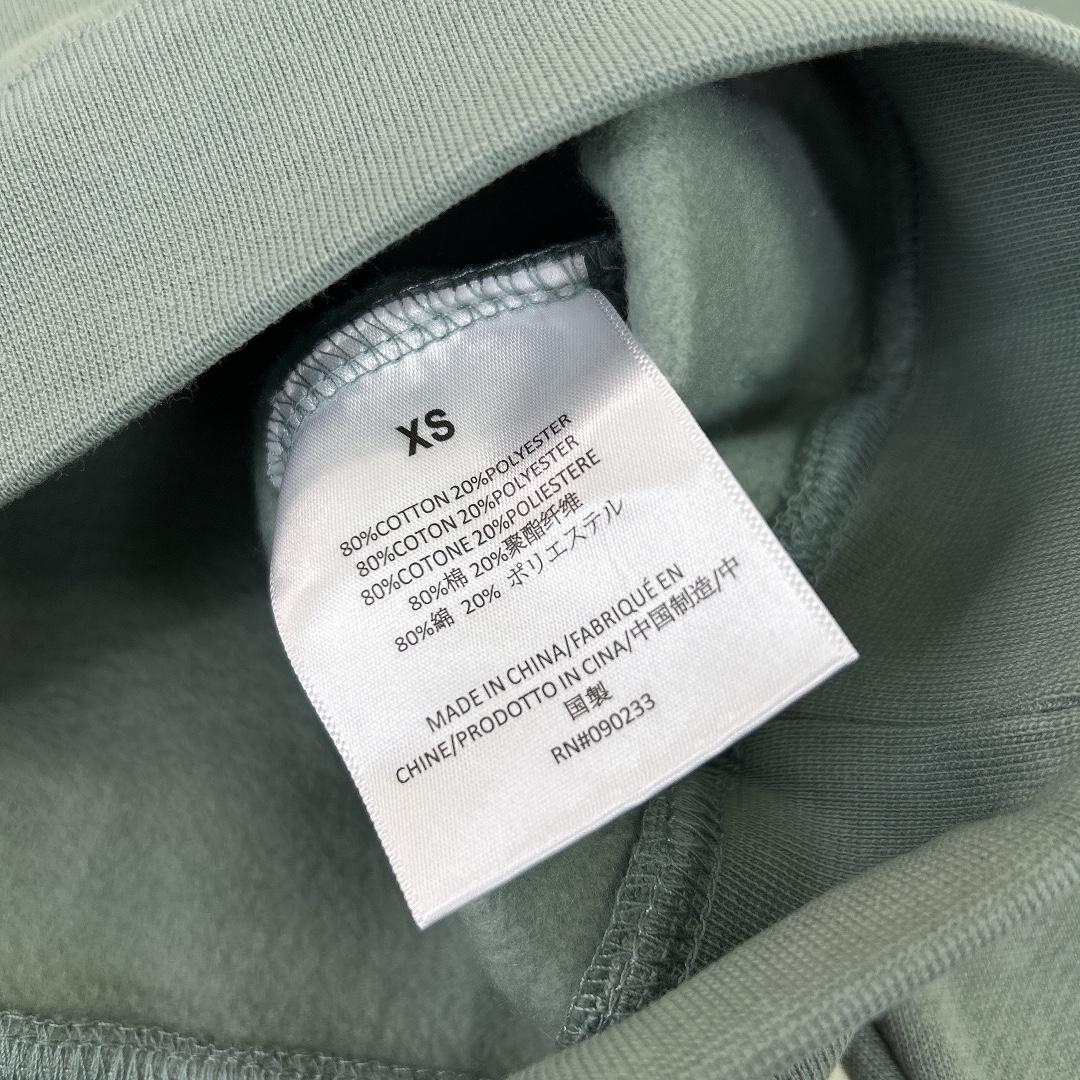 XS
80%COTTON 20%POLYESTER
80%COTON 20%POLYESTER
80%COTONE 20%POLIESTERE
80%棉 20%聚酯纤维
80%綿 20% ポリエステル
MADE IN CHINA/FABRIQUÉ EN
CHINE/PRODOTTO IN CINA/中国制造/中
国製
RN#090233